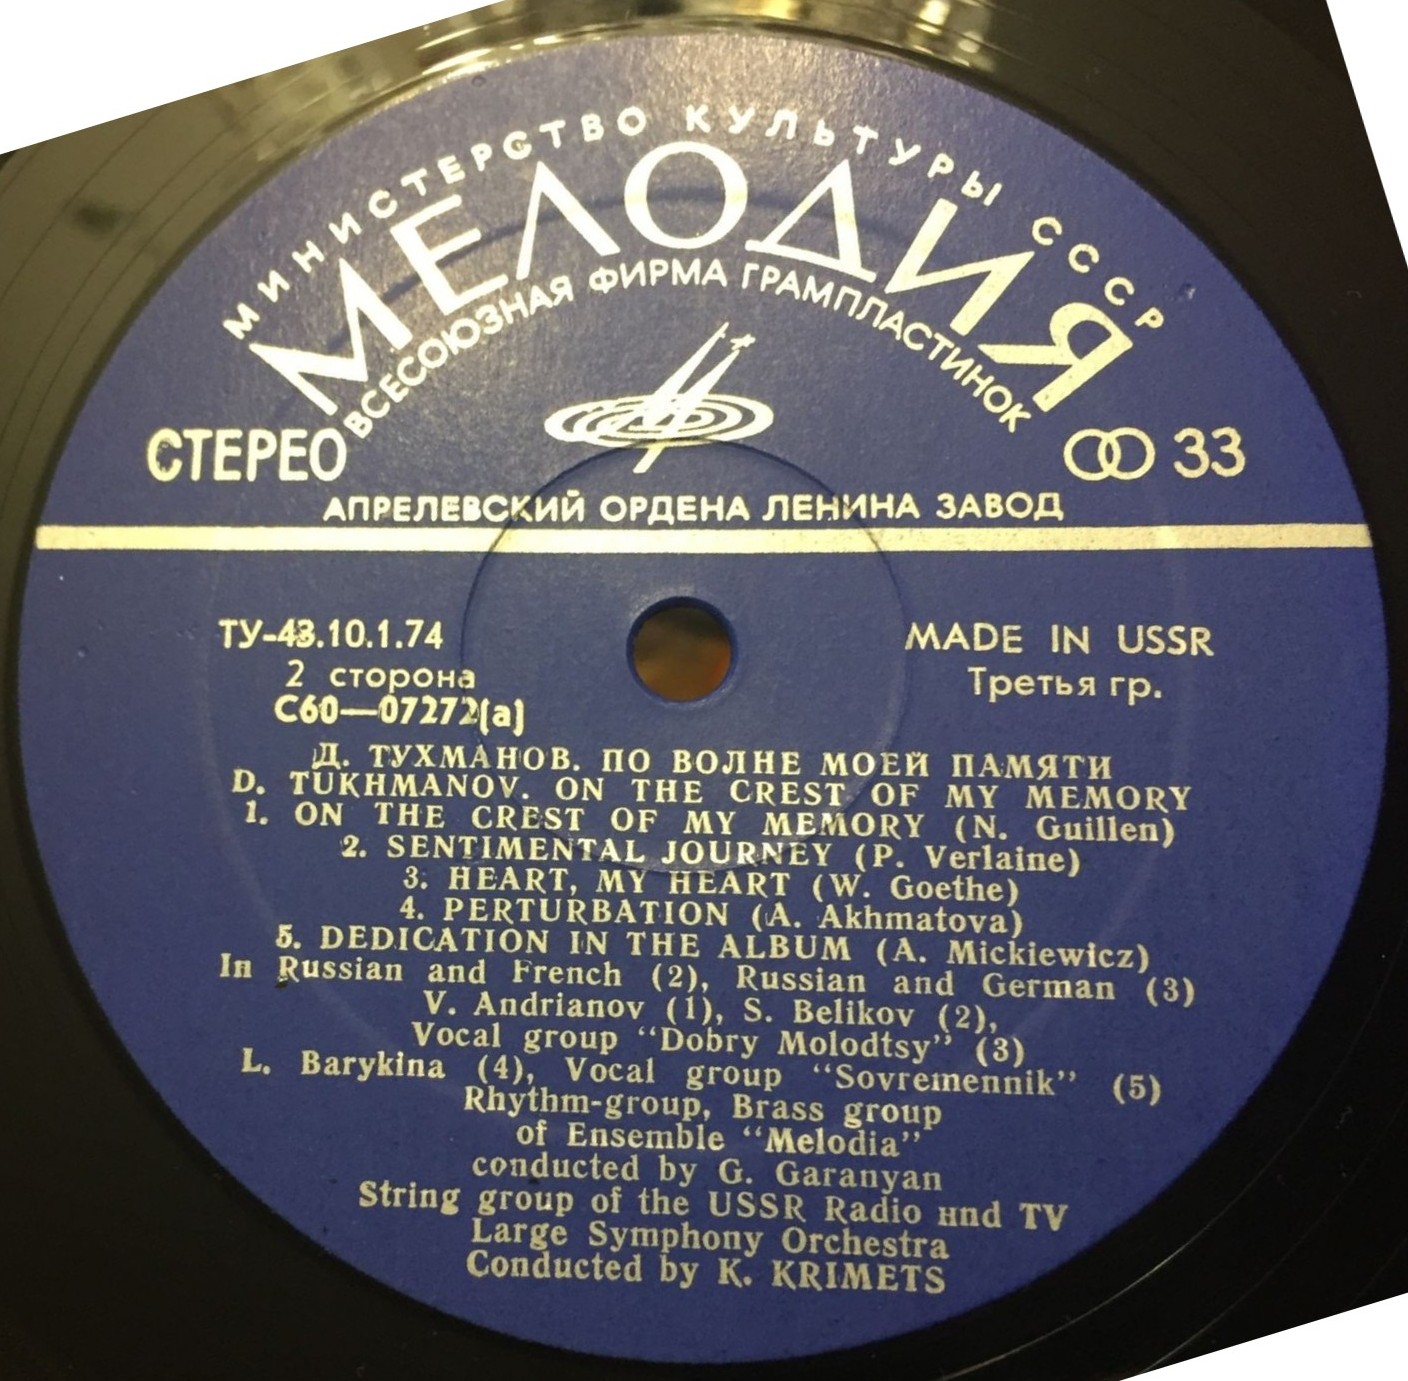 МИНИСТЕРСТВО КУЛЬТУРЫ СССР
МЕЛОДИЯ
ВСЕСОЮЗНАЯ ФИРМА ГРАМПЛАСТИНОК
СТЕРЕО
33
АПРЕЛЕВСКИЙ ОРДЕНА ЛЕНИНА ЗАВОД
ТУ-43.10.1.74
2 сторона
С60—07272(а)
MADE IN USSR
Третья гр.
Д. ТУХМАНОВ. ПО ВОЛНЕ МОЕЙ ПАМЯТИ
D. TUKHMANOV. ON THE CREST OF MY MEMORY
1. ON THE CREST OF MY MEMORY (N. Guillen)
2. SENTIMENTAL JOURNEY (P. Verlaine)
3. HEART, MY HEART (W. Goethe)
4. PERTURBATION (A. Akhmatova)
5. DEDICATION IN THE ALBUM (A. Mickiewicz)
In Russian and French (2), Russian and German (3)
V. Andrianov (1), S. Belikov (2),
Vocal group “Dobry Molodtsy” (3)
L. Barykina (4), Vocal group “Sovremennik” (5)
Rhythm-group, Brass group
of Ensemble “Melodia”
conducted by G. Garanyan
String group of the USSR Radio нnd TV
Large Symphony Orchestra
Conducted by K. KRIMETS